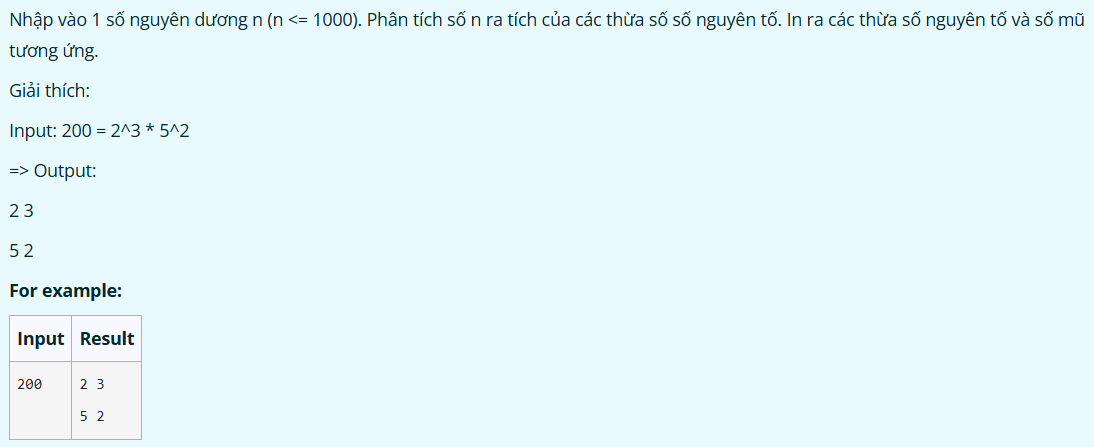 Nhập vào 1 số nguyên dương n (n <= 1000). Phân tích số n ra tích của các thừa số số nguyên tố. In ra các thừa số nguyên tố và số mũ
tương ứng.
Giải thích:
Input: 200 = 2^3 * 5^2
=> Output:
2 3
5 2
For example:
Input Result
200 2 3
5 2